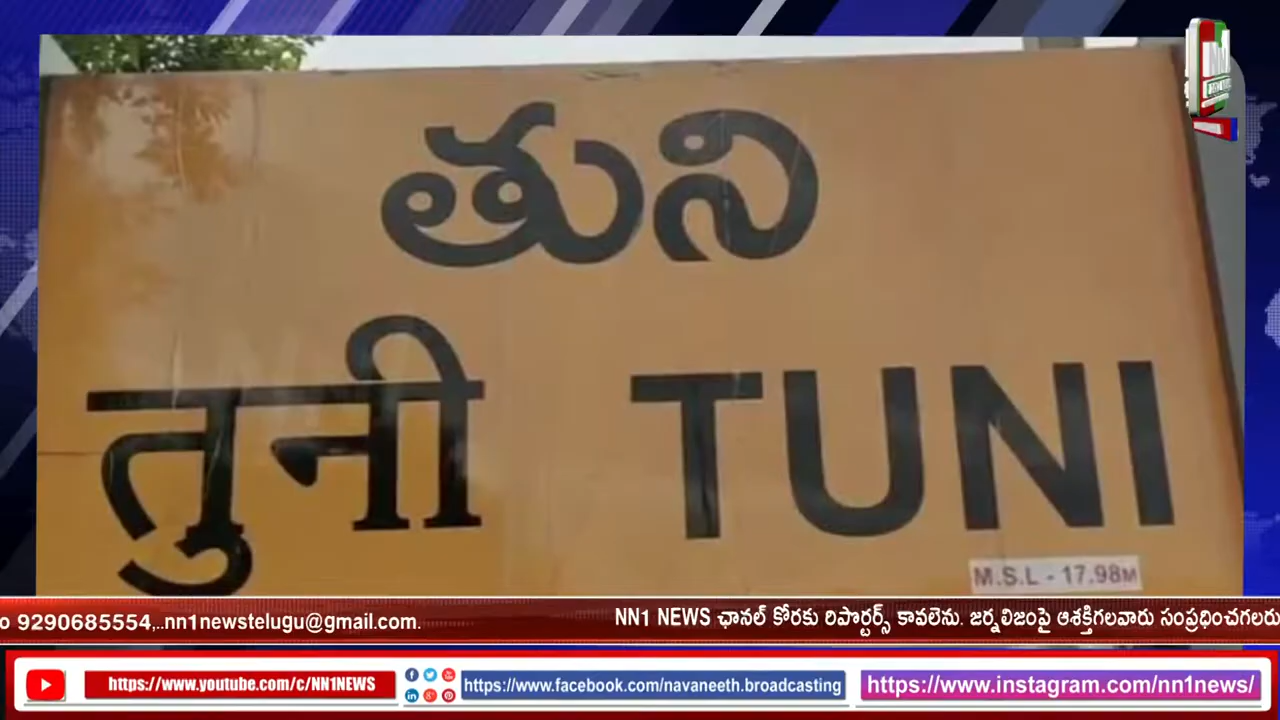 తుని
तुनी TUNI
M.S.L - 17.98M
9290685554,..nn1newstelugu@gmail.com.
NN1 NEWS ఛానల్ కోరకు రిపొర్టర్స్ కావలెను. జర్నలిజంపై ఆశక్తిగలవారు సంప్రధించగలరు
https://www.youtube.com/c/NN1NEWS
https://www.facebook.com/navaneeth.broadcasting
https://www.instagram.com/nn1news/